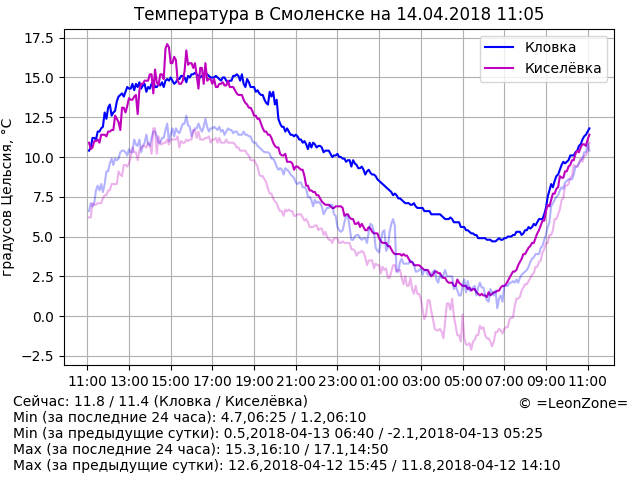 Температура в Смоленске на 14.04.2018 11:05
17.5
15.0
12.5
10.0
7.5
5.0
2.5
0.0
−2.5
градусов Цельсия, °C
Кловка
Киселёвка
11:00 13:00 15:00 17:00 19:00 21:00 23:00 01:00 03:00 05:00 07:00 09:00 11:00
Сейчас: 11.8 / 11.4 (Кловка / Киселёвка)
© =LeonZone=
Min (за последние 24 часа): 4.7,06:25 / 1.2,06:10
Min (за предыдущие сутки): 0.5,2018-04-13 06:40 / -2.1,2018-04-13 05:25
Max (за последние 24 часа): 15.3,16:10 / 17.1,14:50
Max (за предыдущие сутки): 12.6,2018-04-12 15:45 / 11.8,2018-04-12 14:10